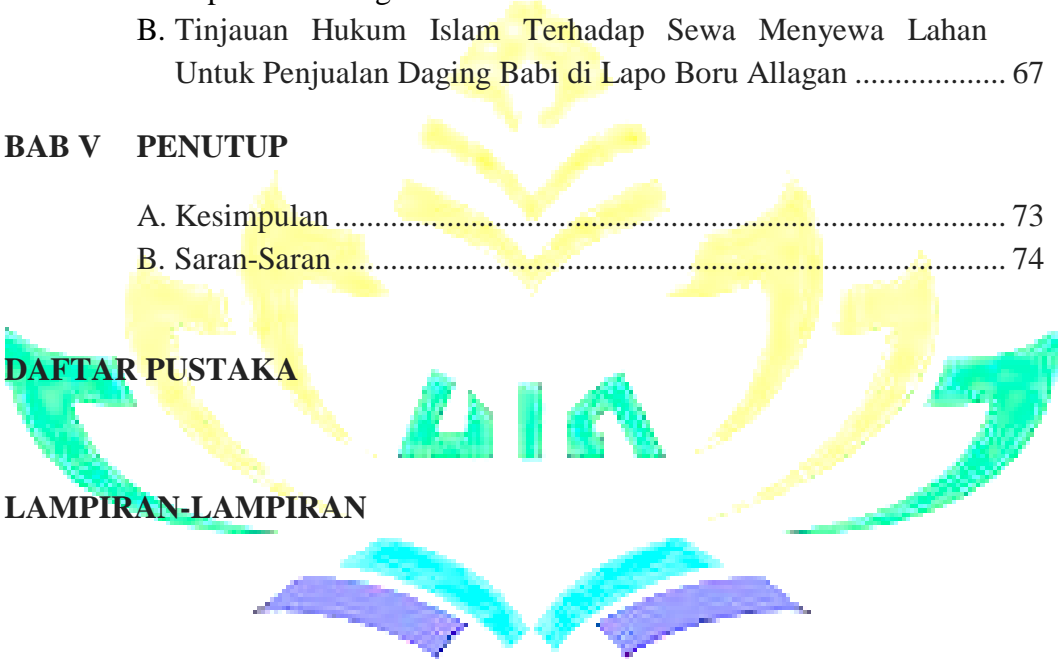 B. Tinjauan Hukum Islam Terhadap Sewa Menyewa Lahan
Untuk Penjualan Daging Babi di Lapo Boru Allagan ................... 67
BAB V PENUTUP
A. Kesimpulan ................................................................................... 73
B. Saran-Saran ................................................................................... 74
DAFTAR PUSTAKA
LAMPIRAN-LAMPIRAN